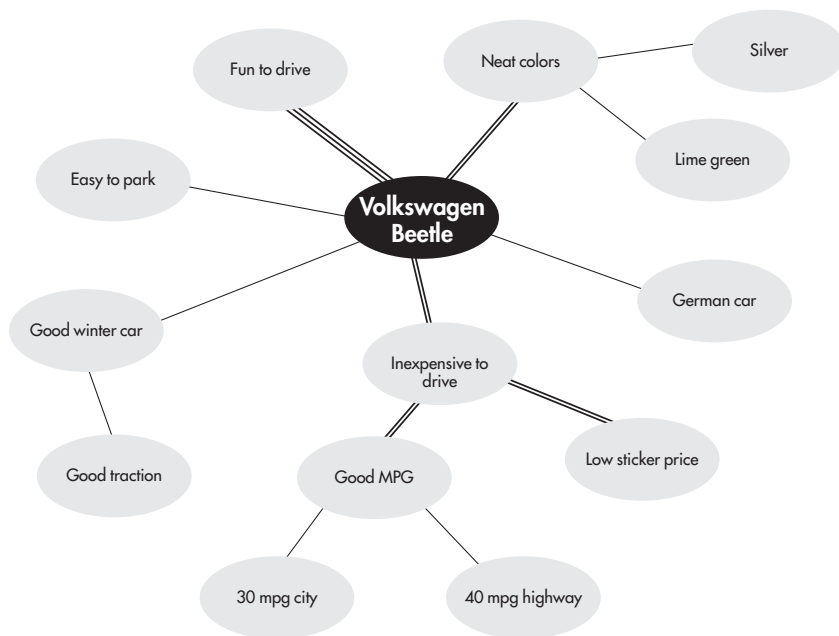 Fun to drive
Neat colors
Silver
Lime green
Easy to park
Volkswagen
Beetle
German car
Good winter car
Inexpensive to
drive
Low sticker price
Good traction
Good MPG
30 mpg city
40 mpg highway